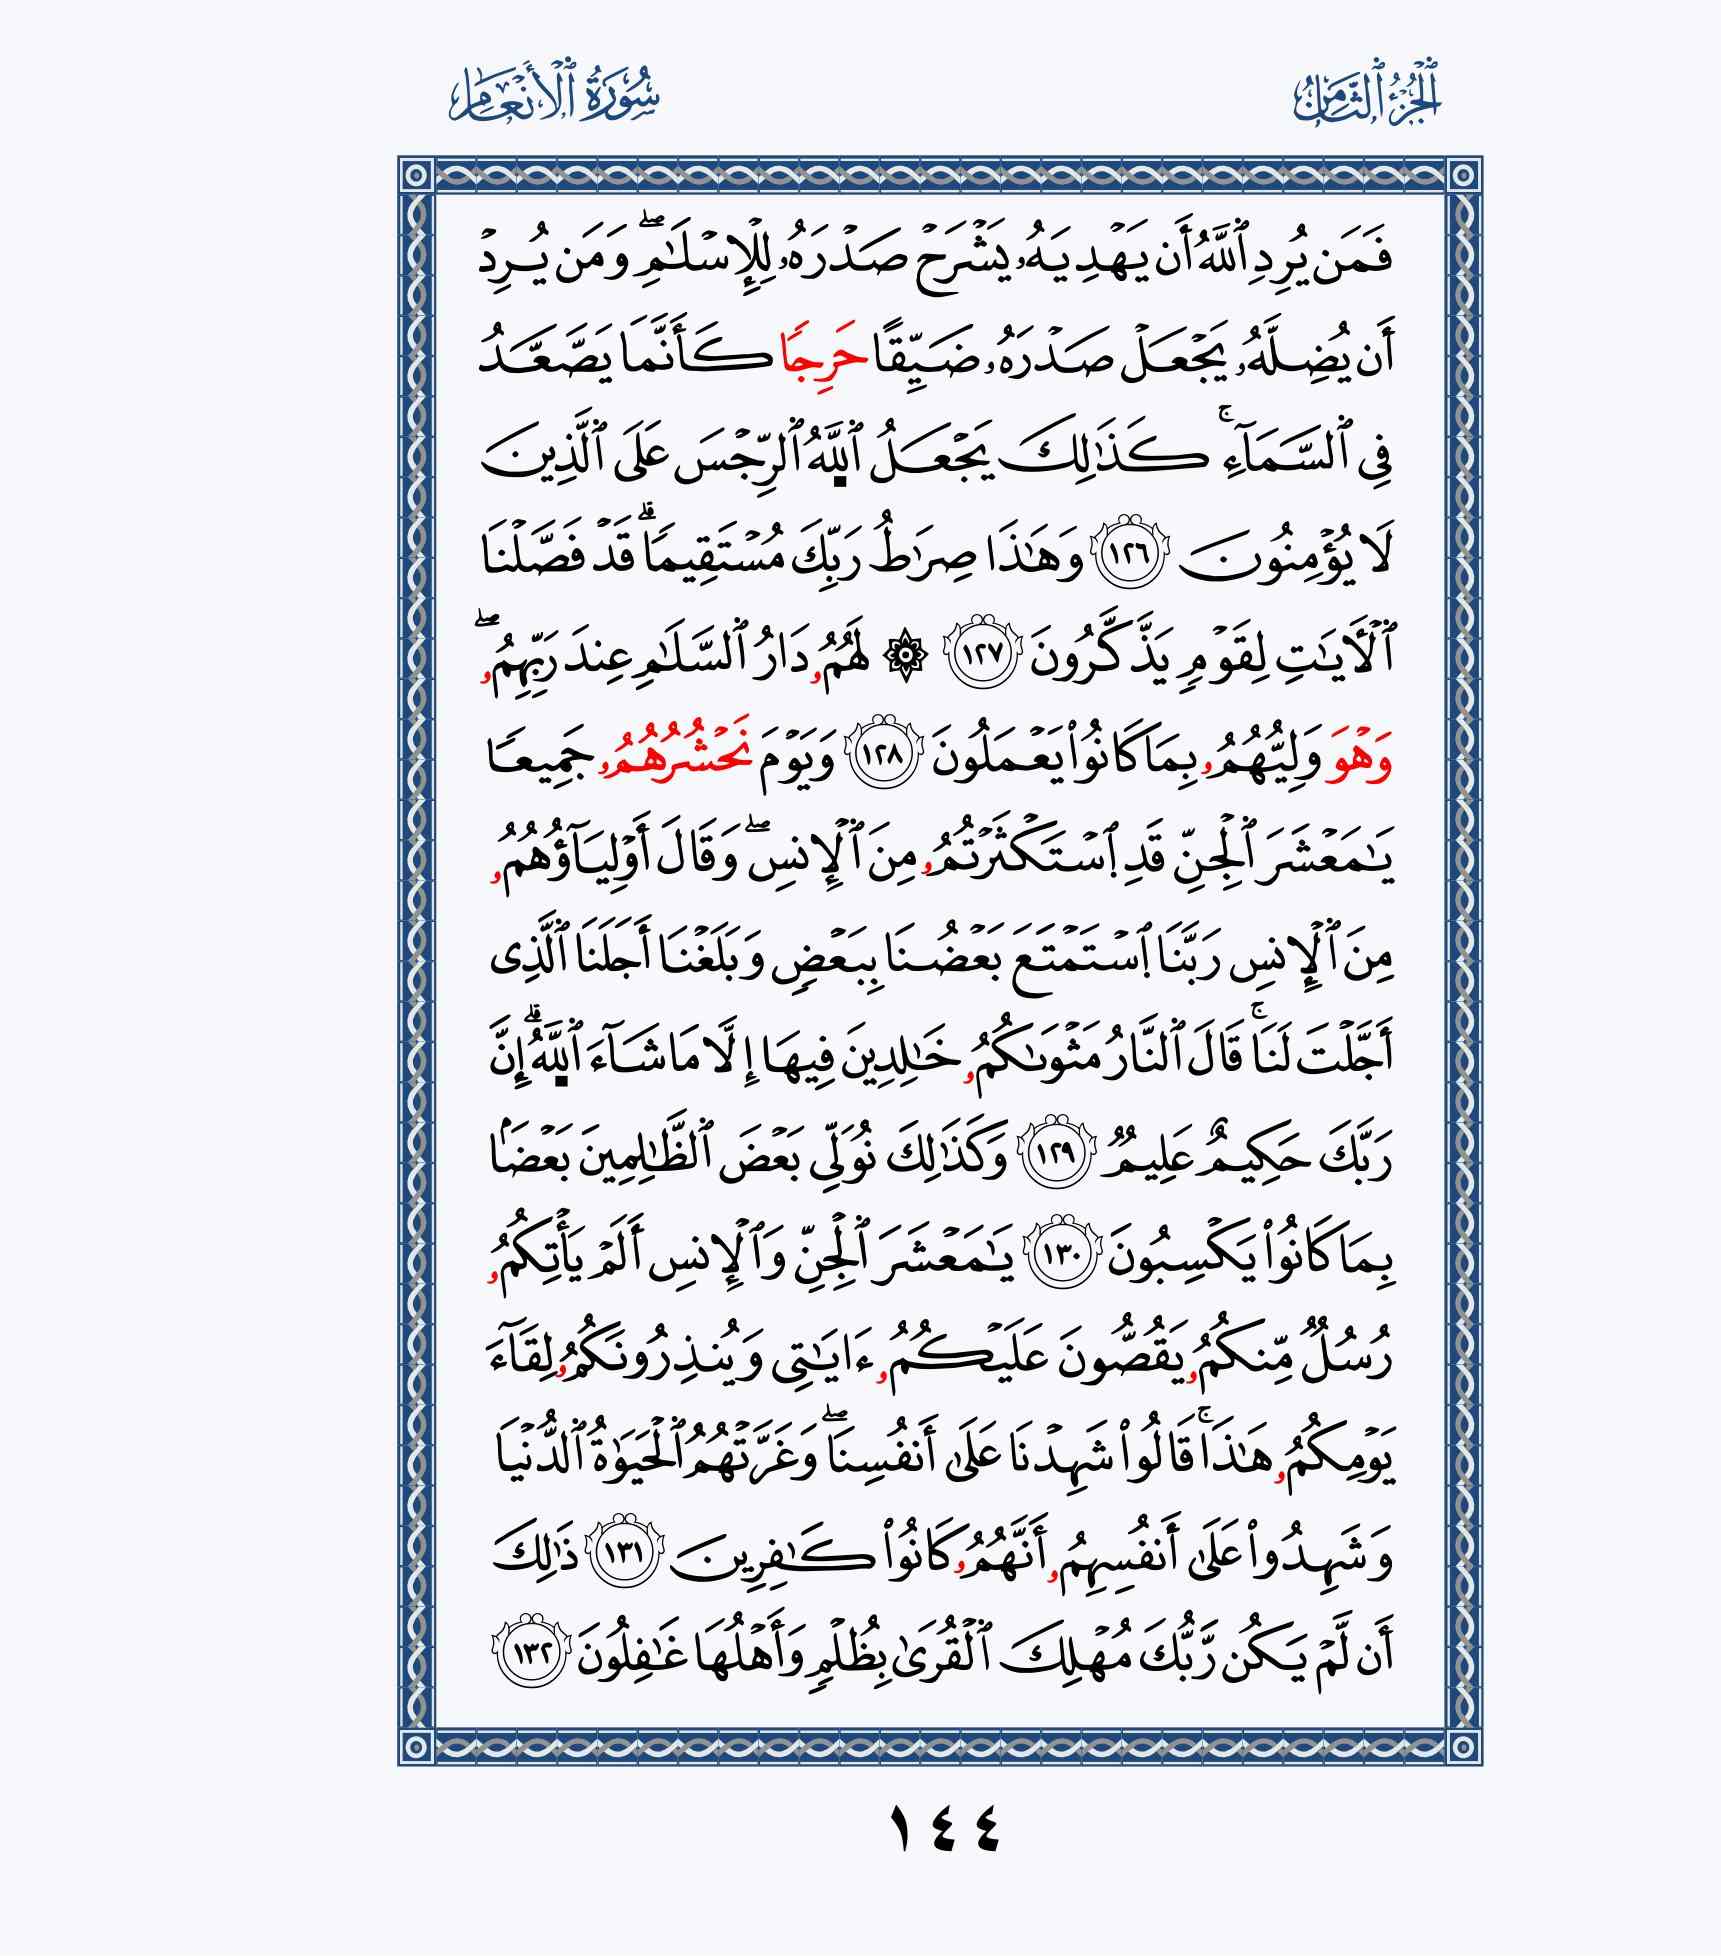 ٱلْجُزْءُ ٱلثَّامِنُ
سُورَةُ ٱلْأَنْعَامِ
فَمَن يُرِدِ ٱللَّهُ أَن يَهْدِيَهُۥ يَشْرَحْ صَدْرَهُۥ لِلْإِسْلَٰمِۖ وَمَن يُرِدْ
أَن يُضِلَّهُۥ يَجْعَلْ صَدْرَهُۥ ضَيِّقًا حَرِجًا كَأَنَّمَا يَصَّعَّدُ
فِى ٱلسَّمَآءِۚ كَذَٰلِكَ يَجْعَلُ ٱللَّهُ ٱلرِّجْسَ عَلَى ٱلَّذِينَ
لَا يُؤْمِنُونَ ١٢٦ وَهَٰذَا صِرَٰطُ رَبِّكَ مُسْتَقِيمًاۗ قَدْ فَصَّلْنَا
ٱلْأٓيَٰتِ لِقَوْمٍ يَذَّكَّرُونَ ١٢٧ ۞ لَهُمُۥ دَارُ ٱلسَّلَٰمِ عِندَ رَبِّهِمُۥۖ
وَهْوَ وَلِيُّهُمُۥ بِمَا كَانُوا۟ يَعْمَلُونَ ١٢٨ وَيَوْمَ نَحْشُرُهُمُۥ جَمِيعًا
يَٰمَعْشَرَ ٱلْجِنِّ قَدِ ٱسْتَكْثَرْتُمُۥ مِنَ ٱلْإِنسِۖ وَقَالَ أَوْلِيَآؤُهُمُۥ
مِنَ ٱلْإِنسِ رَبَّنَا ٱسْتَمْتَعَ بَعْضُنَا بِبَعْضٍ وَبَلَغْنَا أَجَلَنَا ٱلَّذِى
أَجَّلْتَ لَنَاۚ قَالَ ٱلنَّارُ مَثْوَىٰكُمُۥ خَٰلِدِينَ فِيهَا إِلَّا مَا شَآءَ ٱللَّهُۗ إِنَّ
رَبَّكَ حَكِيمٌ عَلِيمٌ ١٢٩ وَكَذَٰلِكَ نُوَلِّى بَعْضَ ٱلظَّٰلِمِينَ بَعْضَۢا
بِمَا كَانُوا۟ يَكْسِبُونَ ١٣٠ يَٰمَعْشَرَ ٱلْجِنِّ وَٱلْإِنسِ أَلَمْ يَأْتِكُمُۥ
رُسُلٌ مِّنكُمُۥ يَقُصُّونَ عَلَيْكُمُۥ ءَايَٰتِى وَيُنذِرُونَكُمُۥ لِقَآءَ
يَوْمِكُمُۥ هَٰذَاۚ قَالُوا۟ شَهِدْنَا عَلَىٰ أَنفُسِنَاۖ وَغَرَّتْهُمُ ٱلْحَيَوٰةُ ٱلدُّنْيَا
وَشَهِدُوا۟ عَلَىٰ أَنفُسِهِمُۥ أَنَّهُمُۥ كَانُوا۟ كَٰفِرِينَ ١٣١ ذَٰلِكَ
أَن لَّمْ يَكُن رَّبُّكَ مُهْلِكَ ٱلْقُرَىٰ بِظُلْمٍ وَأَهْلُهَا غَٰفِلُونَ ١٣٢
١٤٤